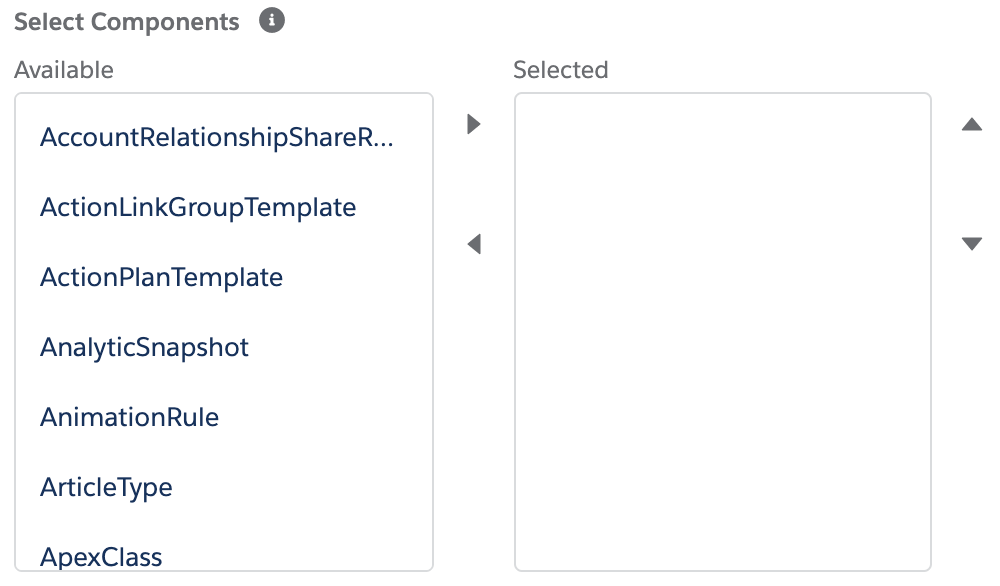 Select Components
Available
Selected
AccountRelationshipShareR...
ActionLinkGroupTemplate
ActionPlanTemplate
AnalyticSnapshot
AnimationRule
ArticleType
ApexClass